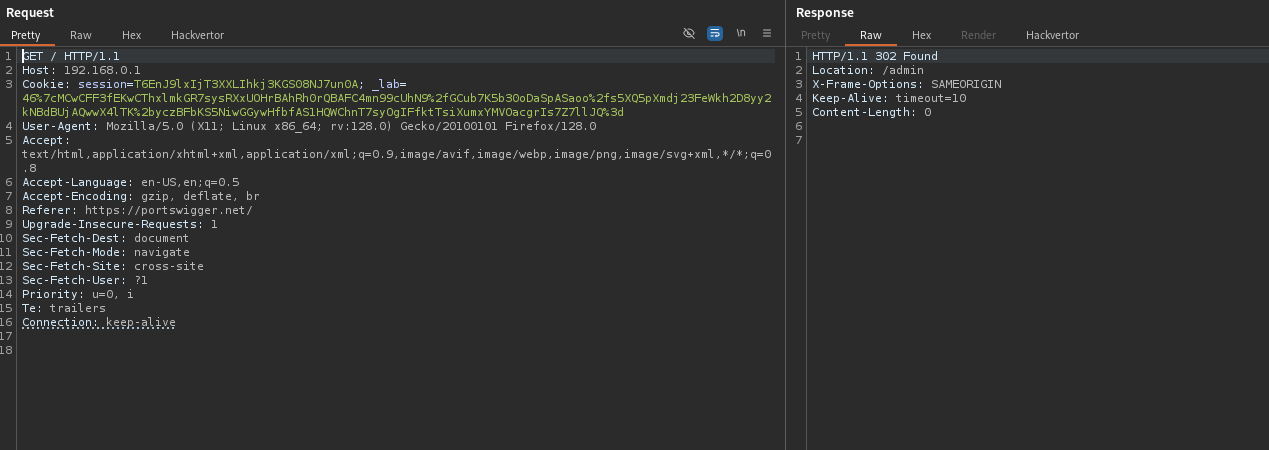 Request
Pretty Raw Hex Hackvertor \n
1 GET / HTTP/1.1
2 Host: 192.168.0.1
3 Cookie: session=T6EnJ9lxIjT3XXLIhkj3KGS08NJ7un0A; _lab=
46%7cMCwCFF3fEKwCThxlmkGR7sysRXxU0HrBAhRh0rQBAFC4mn99cUhN9%2fGCub7K5b30oDaSpASaoo%2fs5XQ5pXmdj23FeWkh2D8yy2
kNBdBUjAQwwX4lTK%2byczBFbKS5NiwGGywHfbfAS1HQWChnT7syOgIFfktTsiXumxYMVOacgrIs7Z7llJQ%3d
4 User-Agent: Mozilla/5.0 (X11; Linux x86_64; rv:128.0) Gecko/20100101 Firefox/128.0
5 Accept:
text/html,application/xhtml+xml,application/xml;q=0.9,image/avif,image/webp,image/png,image/svg+xml,*/*;q=0
.8
6 Accept-Language: en-US,en;q=0.5
7 Accept-Encoding: gzip, deflate, br
8 Referer: https://portswigger.net/
9 Upgrade-Insecure-Requests: 1
10 Sec-Fetch-Dest: document
11 Sec-Fetch-Mode: navigate
12 Sec-Fetch-Site: cross-site
13 Sec-Fetch-User: ?1
14 Priority: u=0, i
15 Te: trailers
16 Connection: keep-alive
17
18
Response
Pretty Raw Hex Render Hackvertor
1 HTTP/1.1 302 Found
2 Location: /admin
3 X-Frame-Options: SAMEORIGIN
4 Keep-Alive: timeout=10
5 Content-Length: 0
6
7